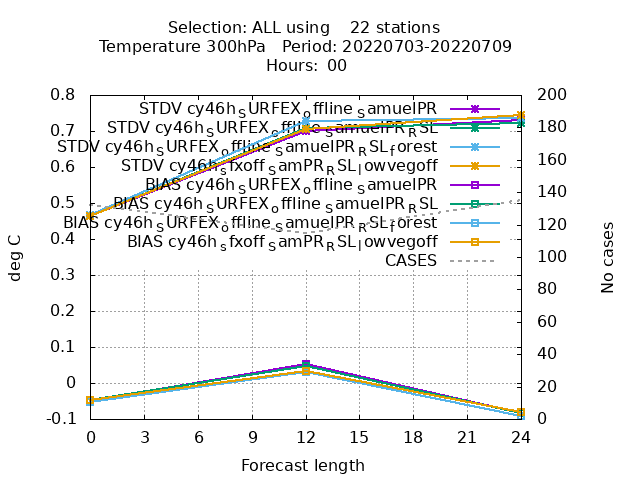 Selection: ALL using 22 stations
Temperature 300hPa Period: 20220703-20220709
Hours: 00
0.8
0.7
0.6
0.5
0.4
0.3
0.2
0.1
0
-0.1
deg C
200
180
160
140
120
100
80
60
40
20
0
No cases
STDV cy46h_SURFEX_offline_SamuelPR
STDV cy46h_SURFEX_offline_SamuelPR_RSL
STDV cy46h_SURFEX_offline_SamuelPR_RSL_forest
STDV cy46h_sfxoff_SamPR_RSL_lowvegoff
BIAS cy46h_SURFEX_offline_SamuelPR
BIAS cy46h_SURFEX_offline_SamuelPR_RSL
BIAS cy46h_SURFEX_offline_SamuelPR_RSL_forest
BIAS cy46h_sfxoff_SamPR_RSL_lowvegoff
CASES
0 3 6 9 12 15 18 21 24
Forecast length